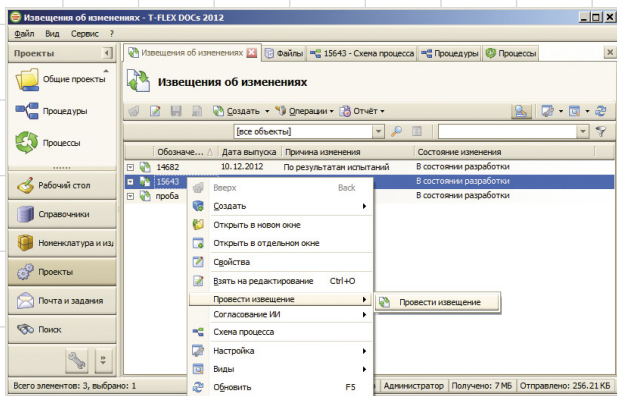 Извещения об изменениях - T-FLEX DOCs 2012
Файл Вид Сервис ?
Проекты
Извещения об изменениях Файлы 15643 - Схема процесса Процедуры Процессы
Общие проекты
Извещения об изменениях
Процедуры
Создать Операции Отчёт
[все объекты]
Процессы
Обозначе... Дата выпуска Причина изменения Состояние изменения
14682 10.12.2012 По результатам испытаний В состоянии разработки
Рабочий стол
15643 В состоянии разработки
проба В состоянии разработки
Вверх Back
Справочники
Создать
Открыть в новом окне
Номенклатура и из
Открыть в отдельном окне
Свойства
Проекты
Взять на редактирование Ctrl+O
Провести извещение Провести извещение
Почта и задания
Согласование ИИ
Поиск
Схема процесса
Настройка
Виды
Обновить F5
Всего элементов: 3, выбрано: 1 Администратор Получено: 7 МБ Отправлено: 256.21 КБ